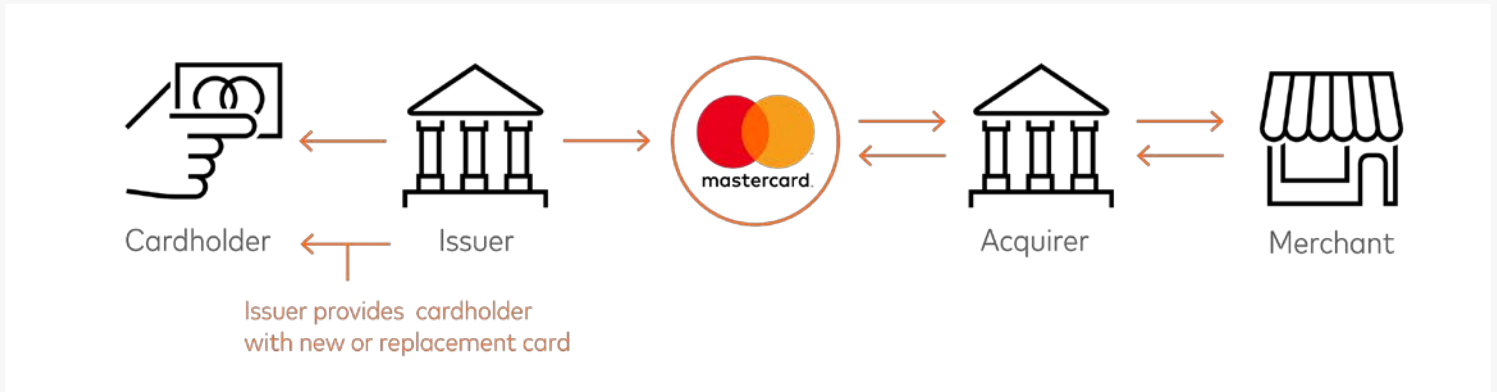 mastercard.
Cardholder
Issuer
Acquirer
Merchant
Issuer provides cardholder
with new or replacement card